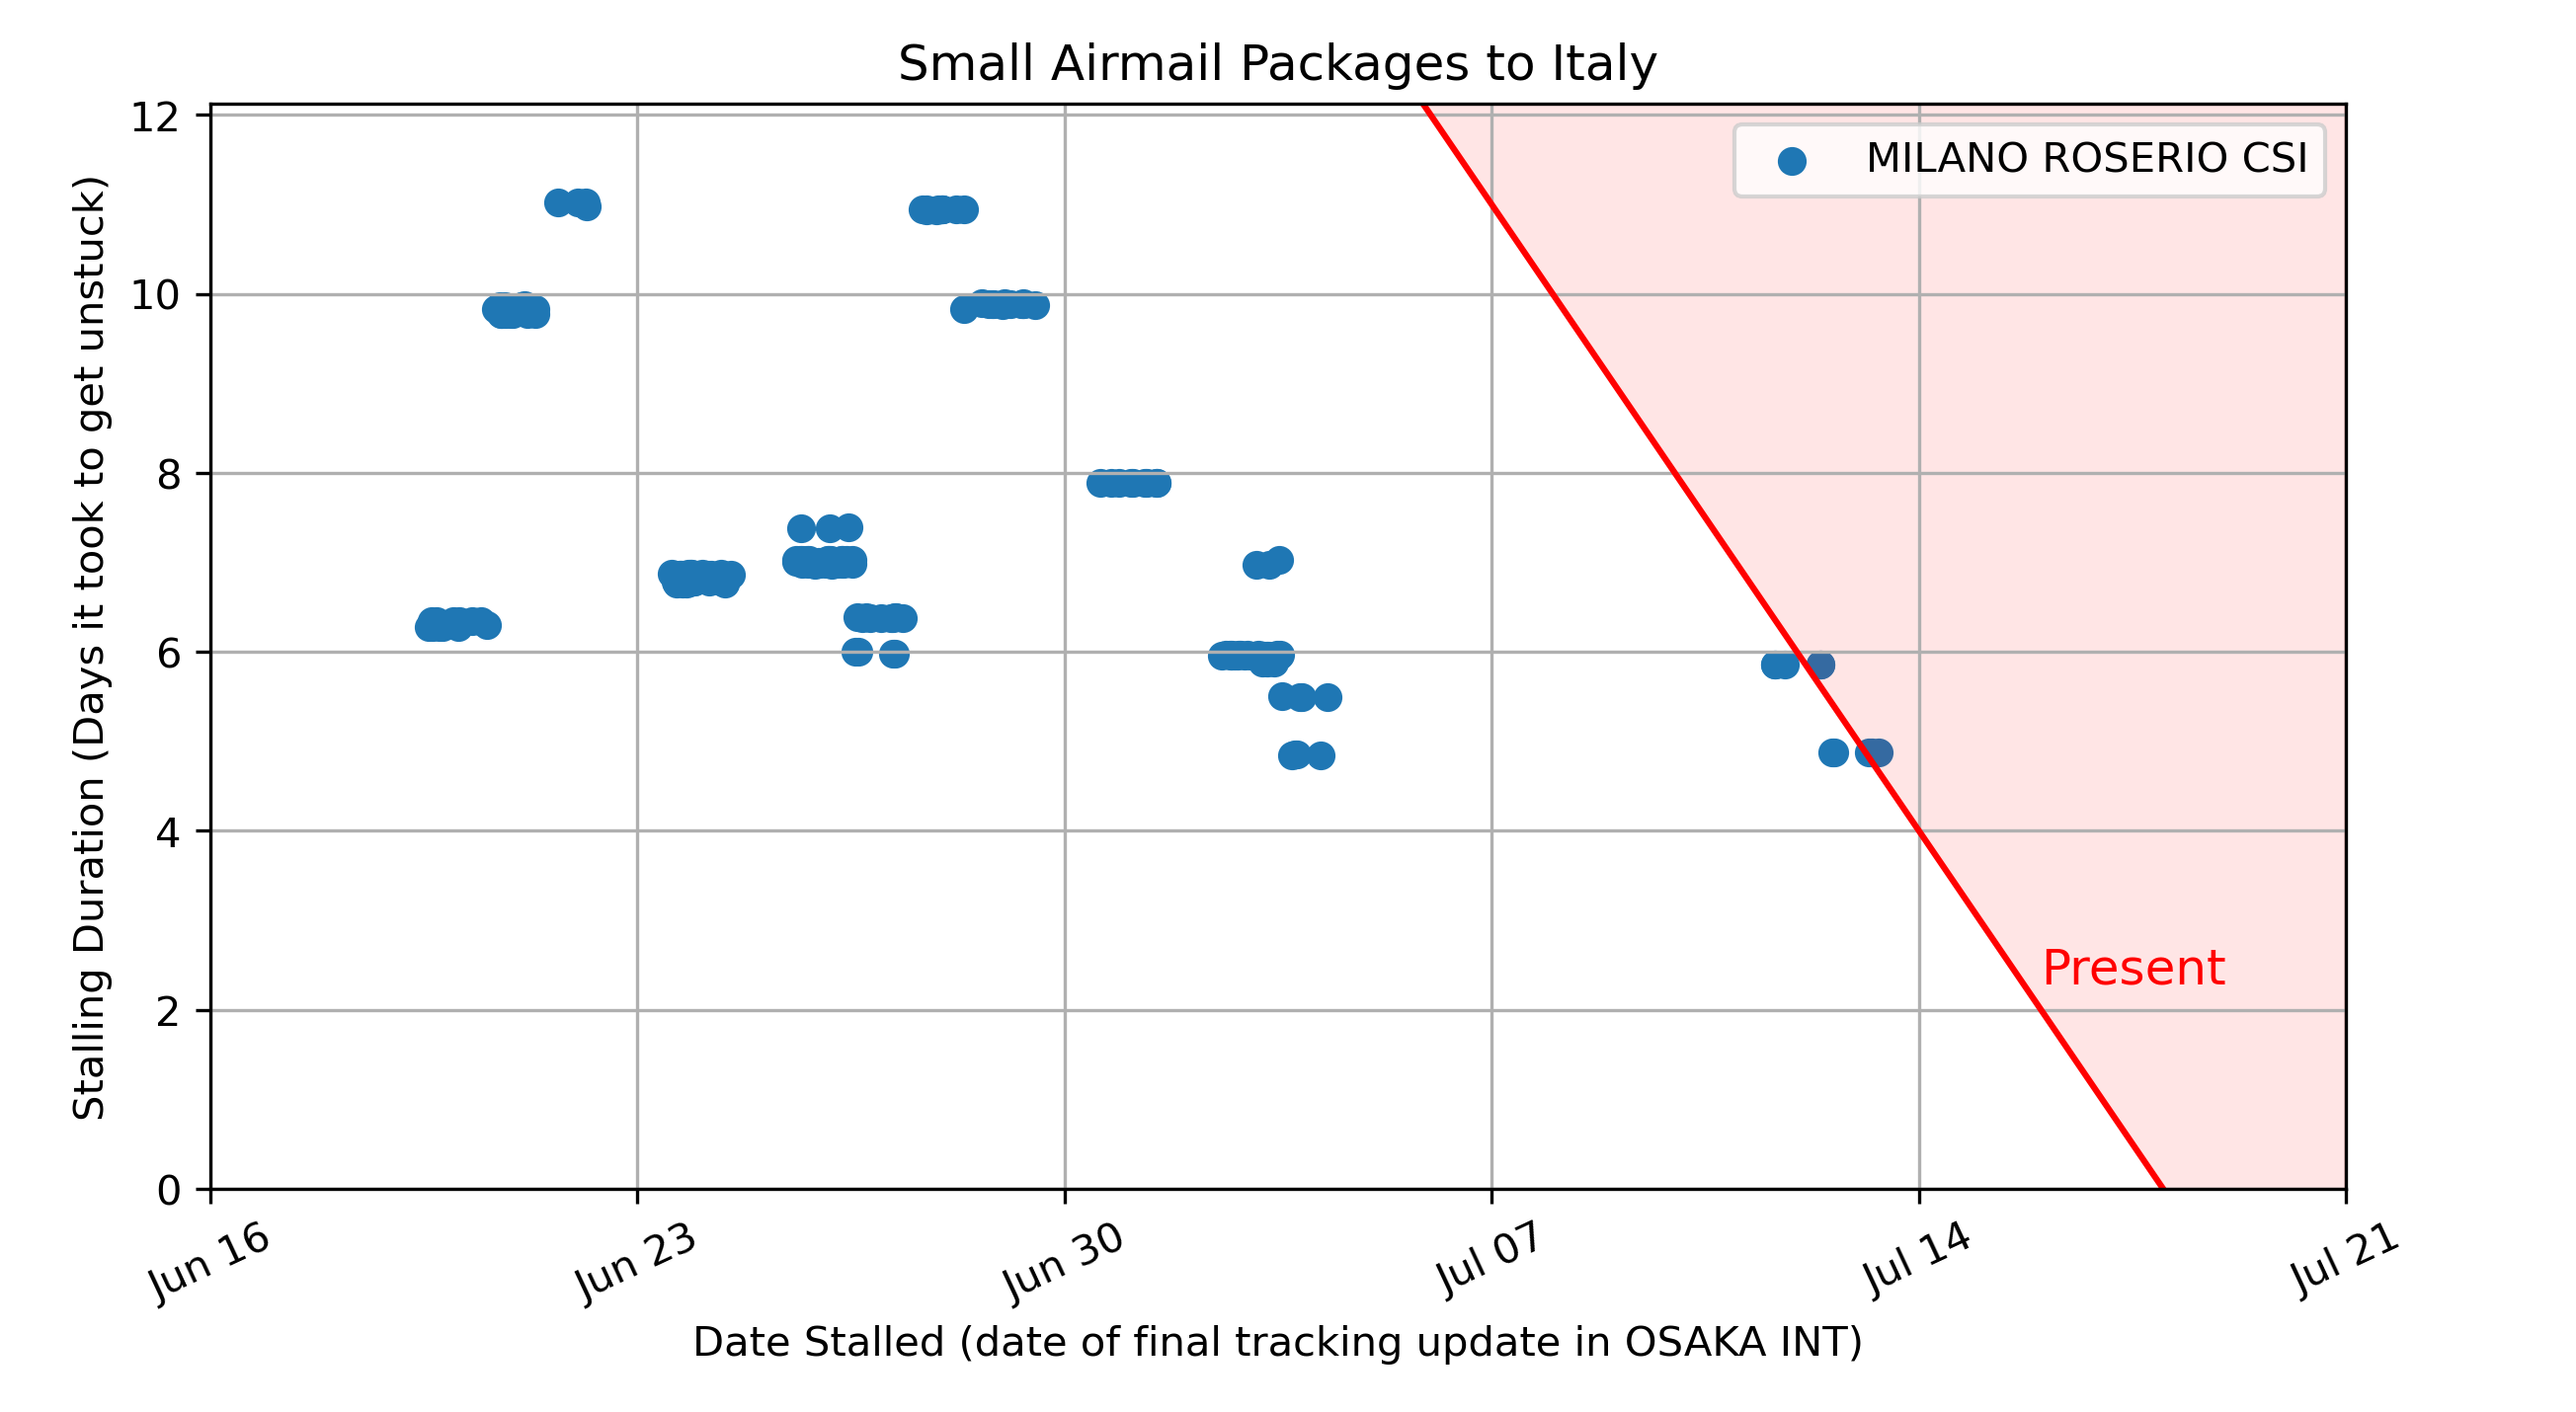 Small Airmail Packages to Italy
MILANO ROSERIO CSI
Stalling Duration (Days it took to get unstuck)
12
10
8
6
4
2
0
Present
Jun 16
Jun 23
Jun 30
Jul 07
Jul 14
Jul 21
Date Stalled (date of final tracking update in OSAKA INT)